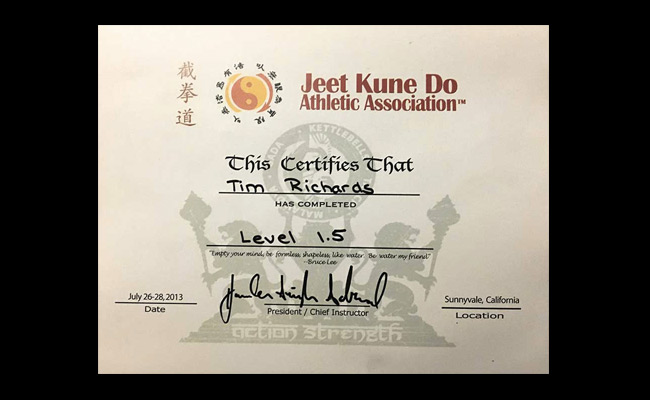 截拳道
Jeet Kune Do
Athletic Association™
KETTLEBELL
This Certifies That
Tim Richards
HAS COMPLETED
Level 1.5
"Empty your mind, be formless, shapeless, like water. Be water my friend."
-Bruce Lee
July 26-28, 2013
Date
President / Chief Instructor
Sunnyvale, California
Location
action strength